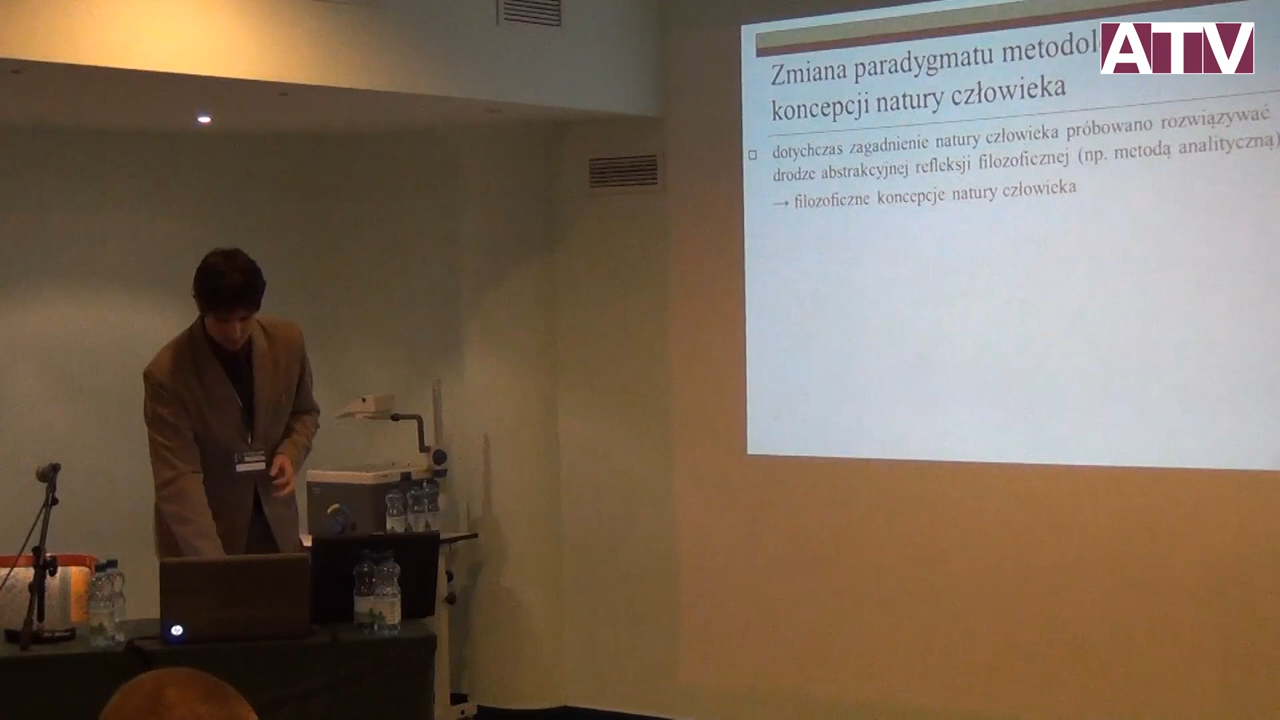 ATV
Zmiana paradygmatu metodol
koncepcji natury człowieka
dotychczas zagadnienie natury człowieka próbowano rozwiązywać
drodze abstrakcyjnej refleksji filozoficznej (np. metodą analityczną)
→ filozoficzne koncepcje natury człowieka
hp